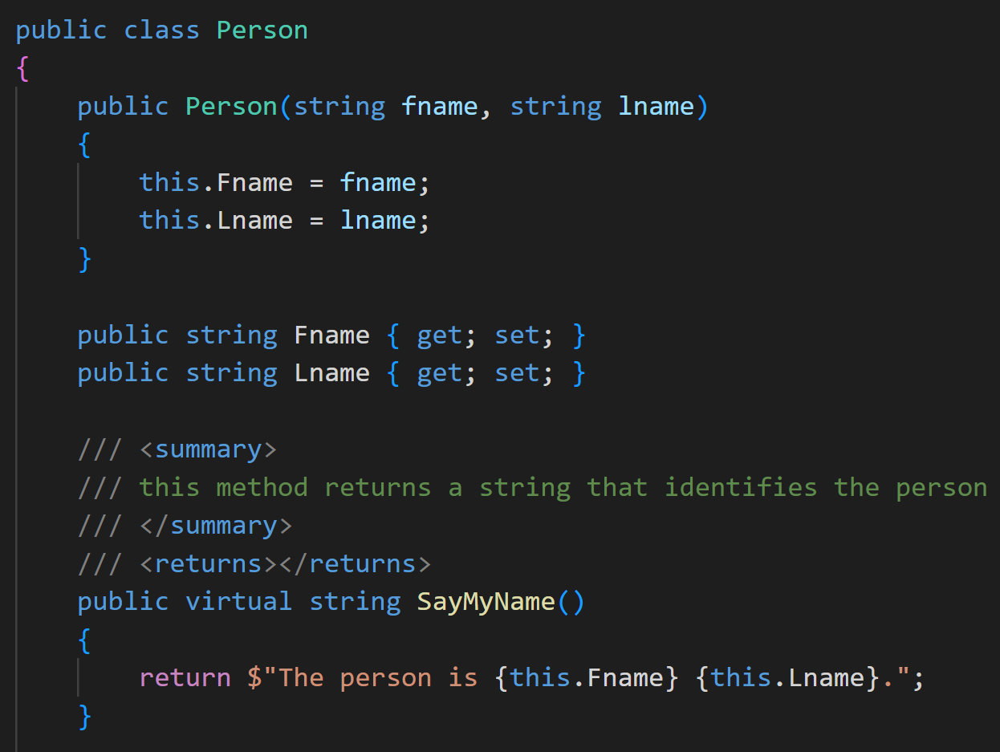 public class Person
{
    public Person(string fname, string lname)
    {
        this.Fname = fname;
        this.Lname = lname;
    }

    public string Fname { get; set; }
    public string Lname { get; set; }

    /// <summary>
    /// this method returns a string that identifies the person
    /// </summary>
    /// <returns></returns>
    public virtual string SayMyName()
    {
        return $"The person is {this.Fname} {this.Lname}.";
    }